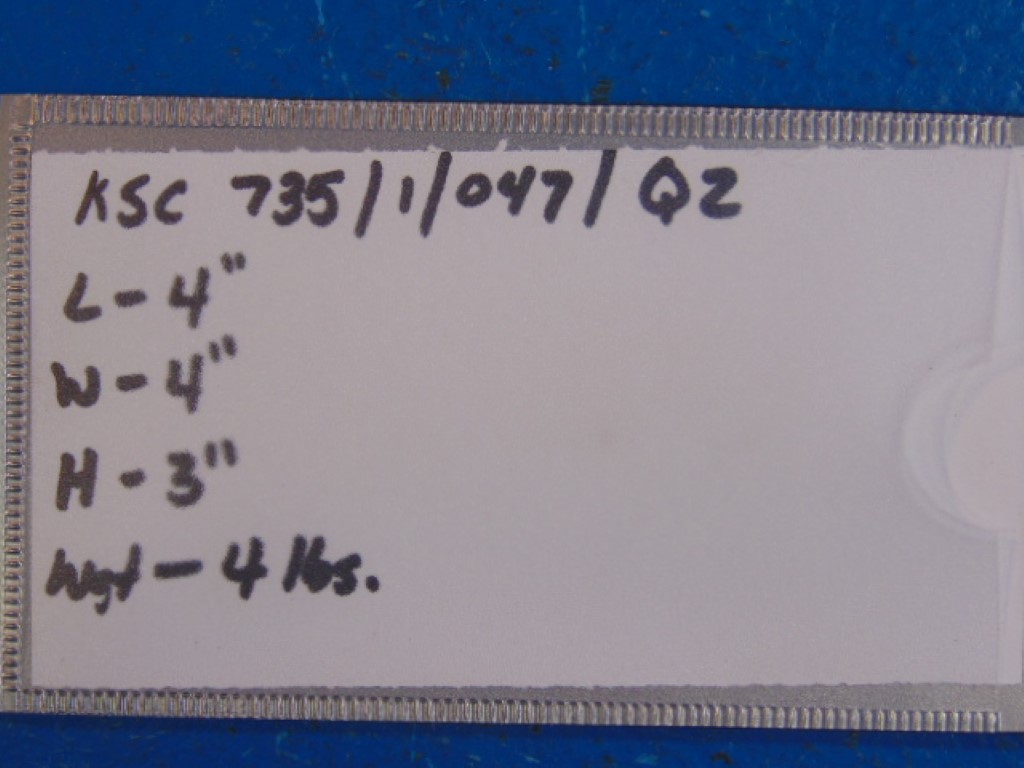 KSC 735/1/047/Q2
L - 4"
W - 4"
H - 3"
Wgt - 4 lbs.